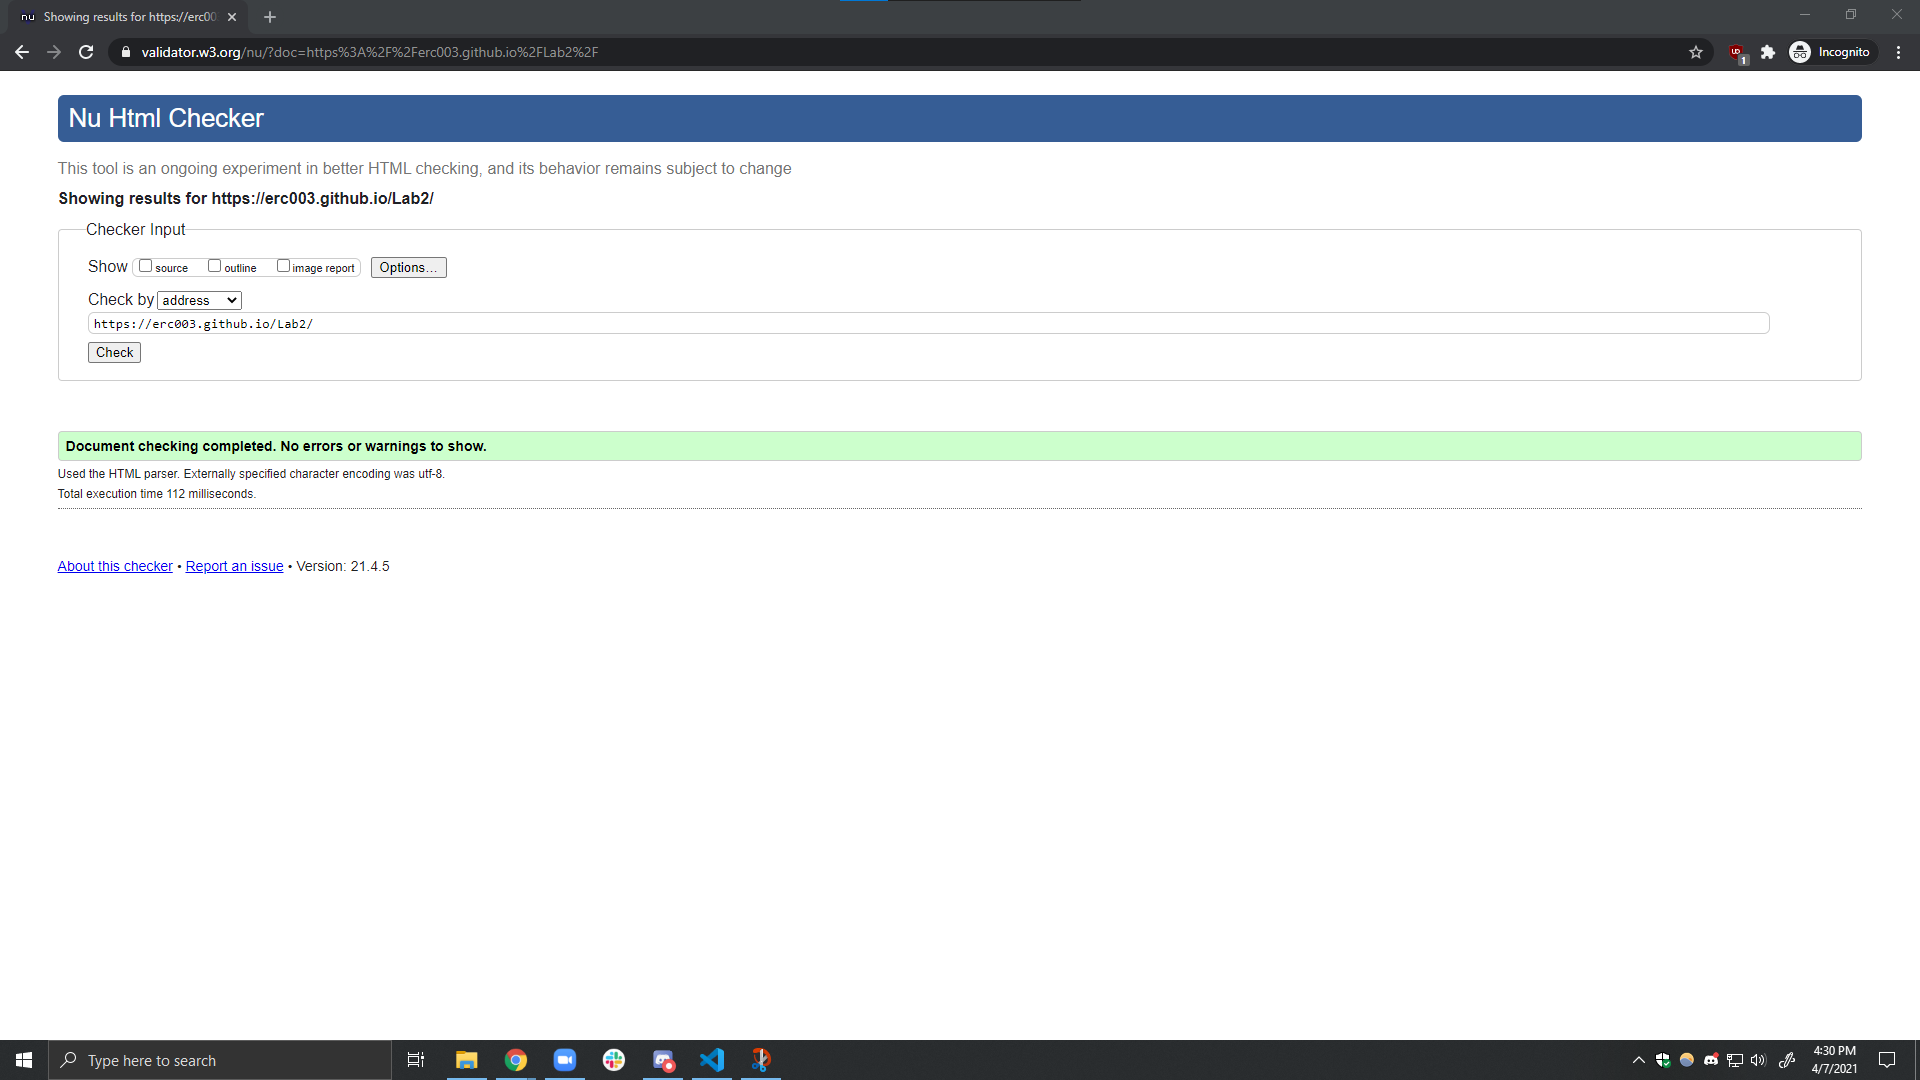 nu Showing results for https://erc00
validator.w3.org/nu/?doc=https%3A%2F%2Ferc003.github.io%2FLab2%2F
1
Incognito
Nu Html Checker
This tool is an ongoing experiment in better HTML checking, and its behavior remains subject to change
Showing results for https://erc003.github.io/Lab2/
Checker Input
Show source outline image report Options...
Check by address
https://erc003.github.io/Lab2/
Check
Document checking completed. No errors or warnings to show.
Used the HTML parser. Externally specified character encoding was utf-8.
Total execution time 112 milliseconds.
About this checker • Report an issue • Version: 21.4.5
Type here to search
4:30 PM
4/7/2021